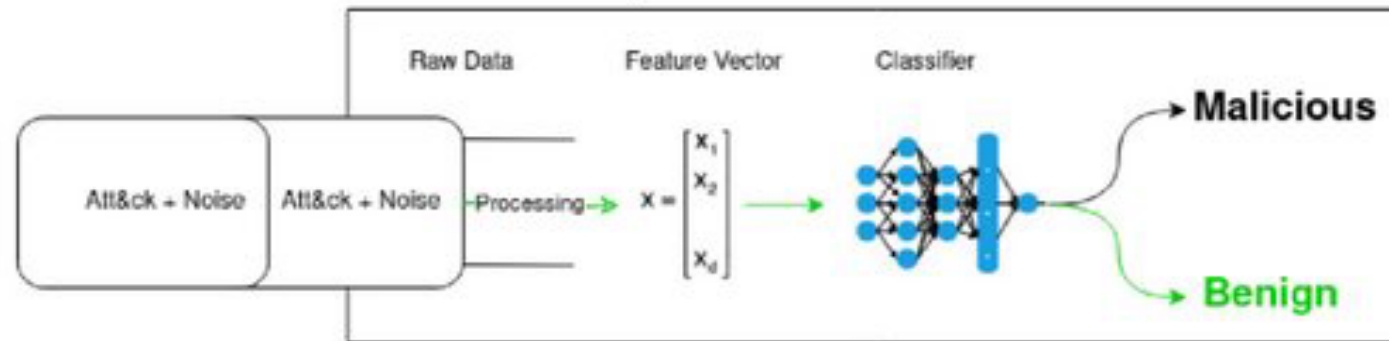 Raw Data
Feature Vector
Classifier
Malicious
Att&ck + Noise
Att&ck + Noise
Processing
X =
X1
X2
Xd
Benign